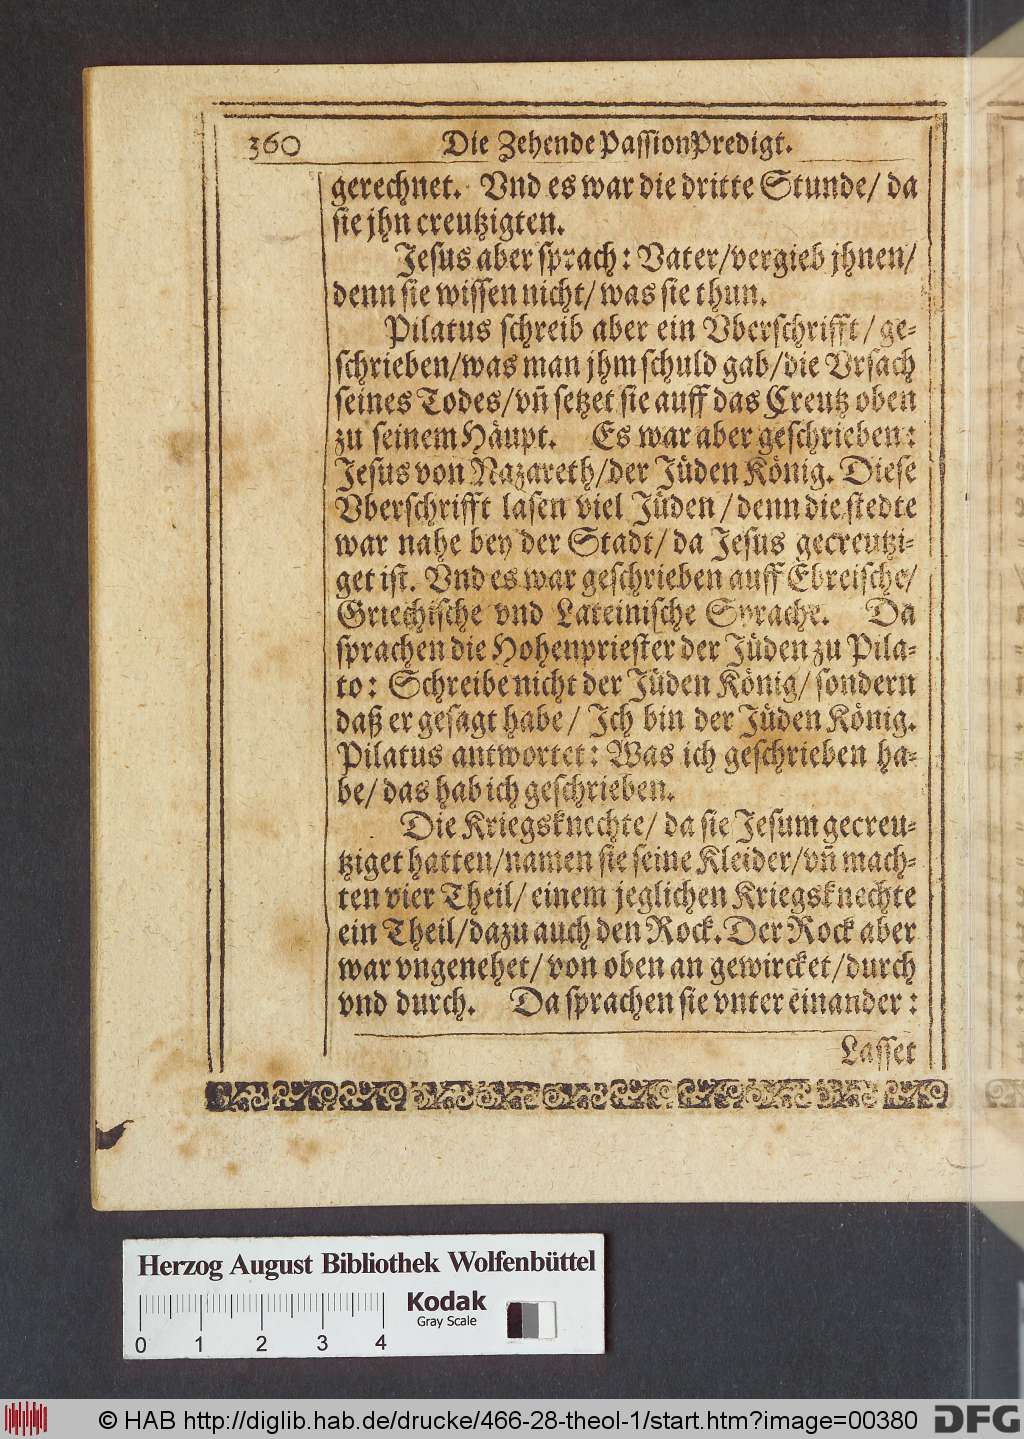 360 Die Zehende PassionPredigt.
gerechnet. Vnd es war die dritte Stunde/ da
sie jhn creutzigten.
Jesus aber sprach: Vater/vergieb jhnen/
denn sie wissen nicht/ was sie thun.
Pilatus schreib aber ein Vberschrifft/ ge-
schrieben/was man jhm schuld gab/die Vrsach
seines Todes/vñ setzet sie auff das Creutz oben
zu seinem Häupt. Es war aber geschrieben:
Jesus von Nazareth/der Jüden König. Diese
Vberschrifft lasen viel Jüden/denn die stedte
war nahe bey der Stadt/ da Jesus gecreutzi-
get ist. Vnd es war geschrieben auff Ebreische/
Griechische vnd Lateinische Sprache. Da
sprachen die Hohenpriester der Jüden zu Pila-
to: Schreibe nicht der Jüden König/ sondern
daß er gesagt habe/ Ich bin der Jüden König.
Pilatus antwortet: Was ich geschrieben ha-
be/ das hab ich geschrieben.
Die Kriegsknechte/ da sie Jesum gecreu-
tziget hatten/namen sie seine Kleider/vñ mach-
ten vier Theil/ einem jeglichen Kriegsknechte
ein Theil/dazu auch den Rock. Der Rock aber
war vngenehet/ von oben an gewircket/durch
vnd durch. Da sprachen sie vnter einander:
Lasset
Herzog August Bibliothek Wolfenbüttel
Kodak
Gray Scale
0 1 2 3 4
© HAB http://diglib.hab.de/drucke/466-28-theol-1/start.htm?image=00380
DFG